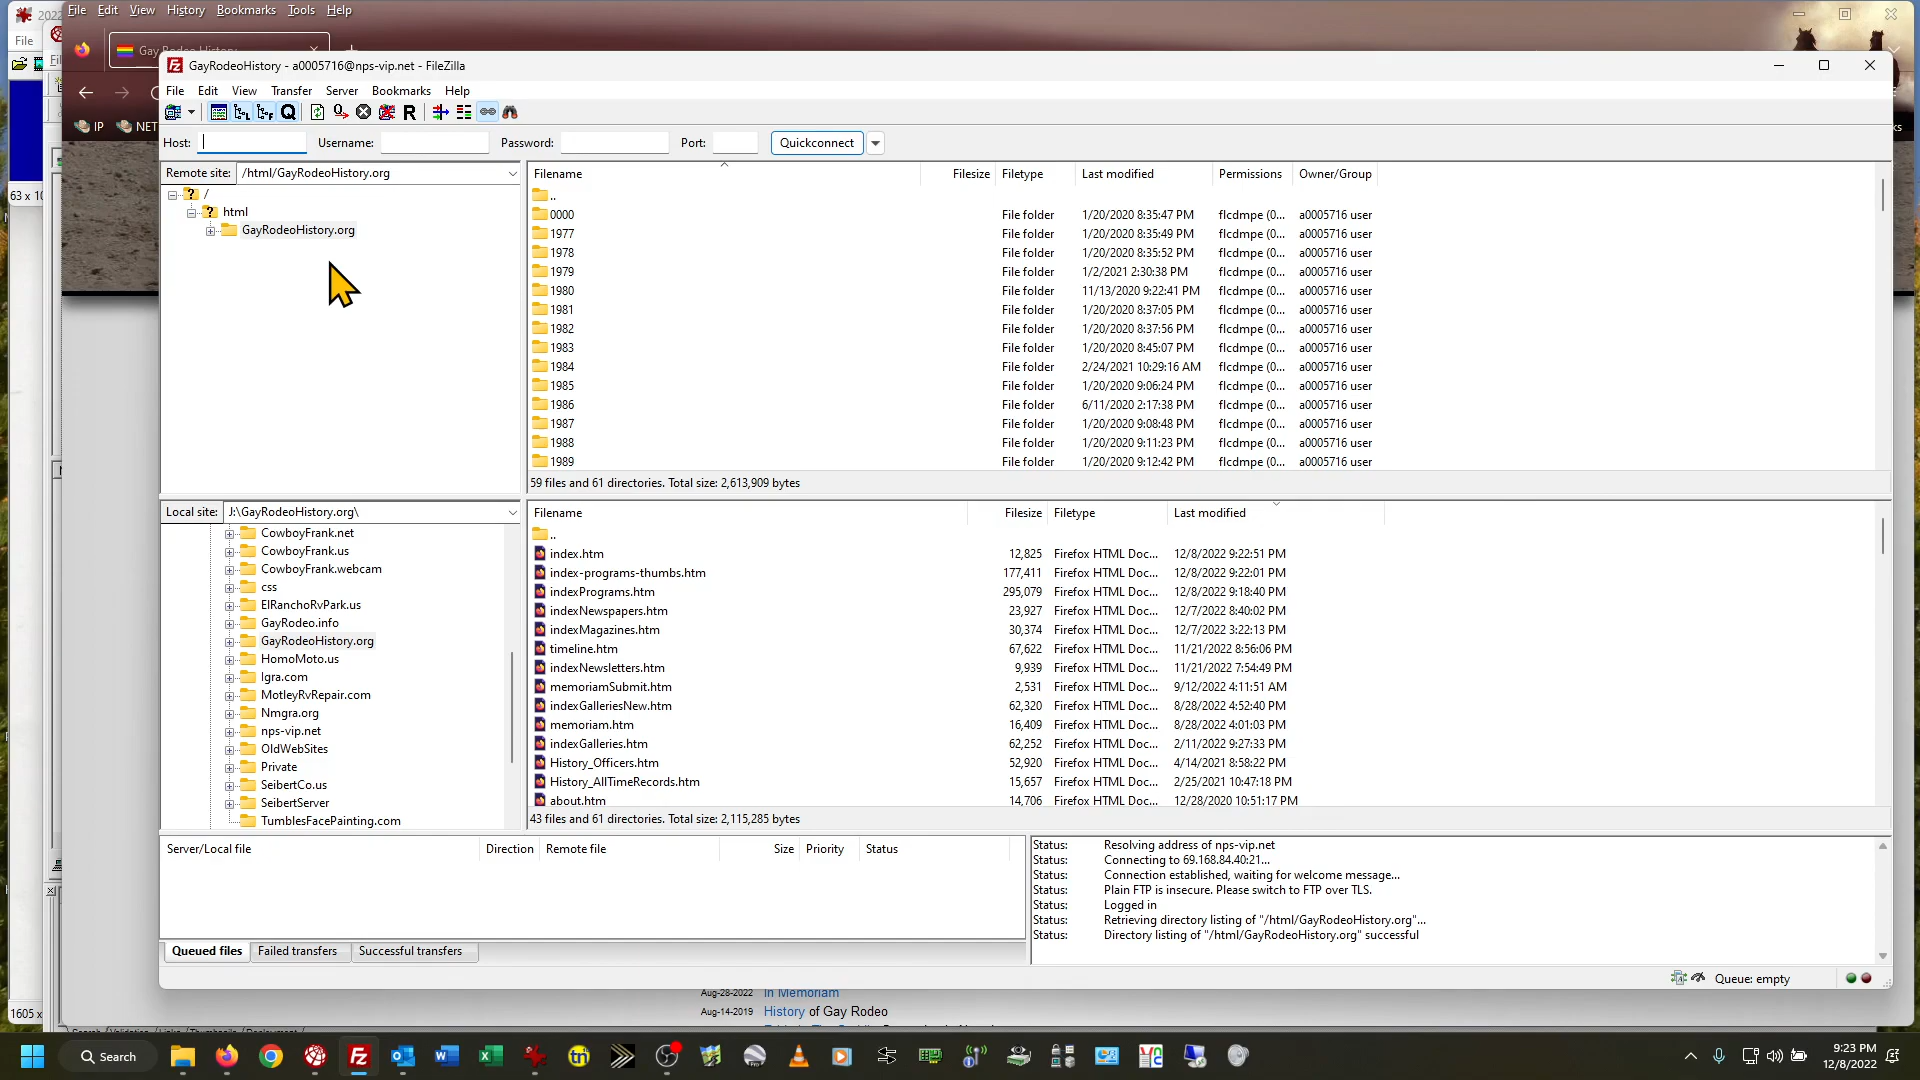 File Edit View History Bookmarks Tools Help
2022
File
Gay Rodeo History
GayRodeoHistory - a0005716@nps-vip.net - FileZilla
File Edit View Transfer Server Bookmarks Help
IP
NET
Host: Username: Password: Port: Quickconnect
Remote site: /html/GayRodeoHistory.org
/
html
GayRodeoHistory.org
Filename Filesize Filetype Last modified Permissions Owner/Group
..
0000 File folder 1/20/2020 8:35:47 PM flcdmpe (0... a0005716 user
1977 File folder 1/20/2020 8:35:49 PM flcdmpe (0... a0005716 user
1978 File folder 1/20/2020 8:35:52 PM flcdmpe (0... a0005716 user
1979 File folder 1/2/2021 2:30:38 PM flcdmpe (0... a0005716 user
1980 File folder 11/13/2020 9:22:41 PM flcdmpe (0... a0005716 user
1981 File folder 1/20/2020 8:37:05 PM flcdmpe (0... a0005716 user
1982 File folder 1/20/2020 8:37:56 PM flcdmpe (0... a0005716 user
1983 File folder 1/20/2020 8:45:07 PM flcdmpe (0... a0005716 user
1984 File folder 2/24/2021 10:29:16 AM flcdmpe (0... a0005716 user
1985 File folder 1/20/2020 9:06:24 PM flcdmpe (0... a0005716 user
1986 File folder 6/11/2020 2:17:38 PM flcdmpe (0... a0005716 user
1987 File folder 1/20/2020 9:08:48 PM flcdmpe (0... a0005716 user
1988 File folder 1/20/2020 9:11:23 PM flcdmpe (0... a0005716 user
1989 File folder 1/20/2020 9:12:42 PM flcdmpe (0... a0005716 user
59 files and 61 directories. Total size: 2,613,909 bytes
Local site: J:\GayRodeoHistory.org\
CowboyFrank.net
CowboyFrank.us
CowboyFrank.webcam
css
ElRanchoRvPark.us
GayRodeo.info
GayRodeoHistory.org
HomoMoto.us
Igra.com
MotleyRvRepair.com
Nmgra.org
nps-vip.net
OldWebSites
Private
SeibertCo.us
SeibertServer
TumblesFacePainting.com
Filename Filesize Filetype Last modified
..
index.htm 12,825 Firefox HTML Doc... 12/8/2022 9:22:51 PM
index-programs-thumbs.htm 177,411 Firefox HTML Doc... 12/8/2022 9:22:01 PM
indexPrograms.htm 295,079 Firefox HTML Doc... 12/8/2022 9:18:40 PM
indexNewspapers.htm 23,927 Firefox HTML Doc... 12/7/2022 8:40:02 PM
indexMagazines.htm 30,374 Firefox HTML Doc... 12/7/2022 3:22:13 PM
timeline.htm 67,622 Firefox HTML Doc... 11/21/2022 8:56:06 PM
indexNewsletters.htm 9,939 Firefox HTML Doc... 11/21/2022 7:54:49 PM
memoriamSubmit.htm 2,531 Firefox HTML Doc... 9/12/2022 4:11:51 AM
indexGalleriesNew.htm 62,320 Firefox HTML Doc... 8/28/2022 4:52:40 PM
memoriam.htm 16,409 Firefox HTML Doc... 8/28/2022 4:01:03 PM
indexGalleries.htm 62,252 Firefox HTML Doc... 2/11/2022 9:27:33 PM
History_Officers.htm 52,920 Firefox HTML Doc... 4/14/2021 8:58:22 PM
History_AllTimeRecords.htm 15,657 Firefox HTML Doc... 2/25/2021 10:47:18 PM
about.htm 14,706 Firefox HTML Doc... 12/28/2020 10:51:17 PM
43 files and 61 directories. Total size: 2,115,285 bytes
Server/Local file Direction Remote file Size Priority Status
Queued files Failed transfers Successful transfers
Status: Resolving address of nps-vip.net
Status: Connecting to 69.168.84.40:21...
Status: Connection established, waiting for welcome message...
Status: Plain FTP is insecure. Please switch to FTP over TLS.
Status: Logged in
Status: Retrieving directory listing of "/html/GayRodeoHistory.org"...
Status: Directory listing of "/html/GayRodeoHistory.org" successful
Queue: empty
Aug-28-2022 In Memoriam
Aug-14-2019 History of Gay Rodeo
63 x 10
1605 x
Search
9:23 PM
12/8/2022